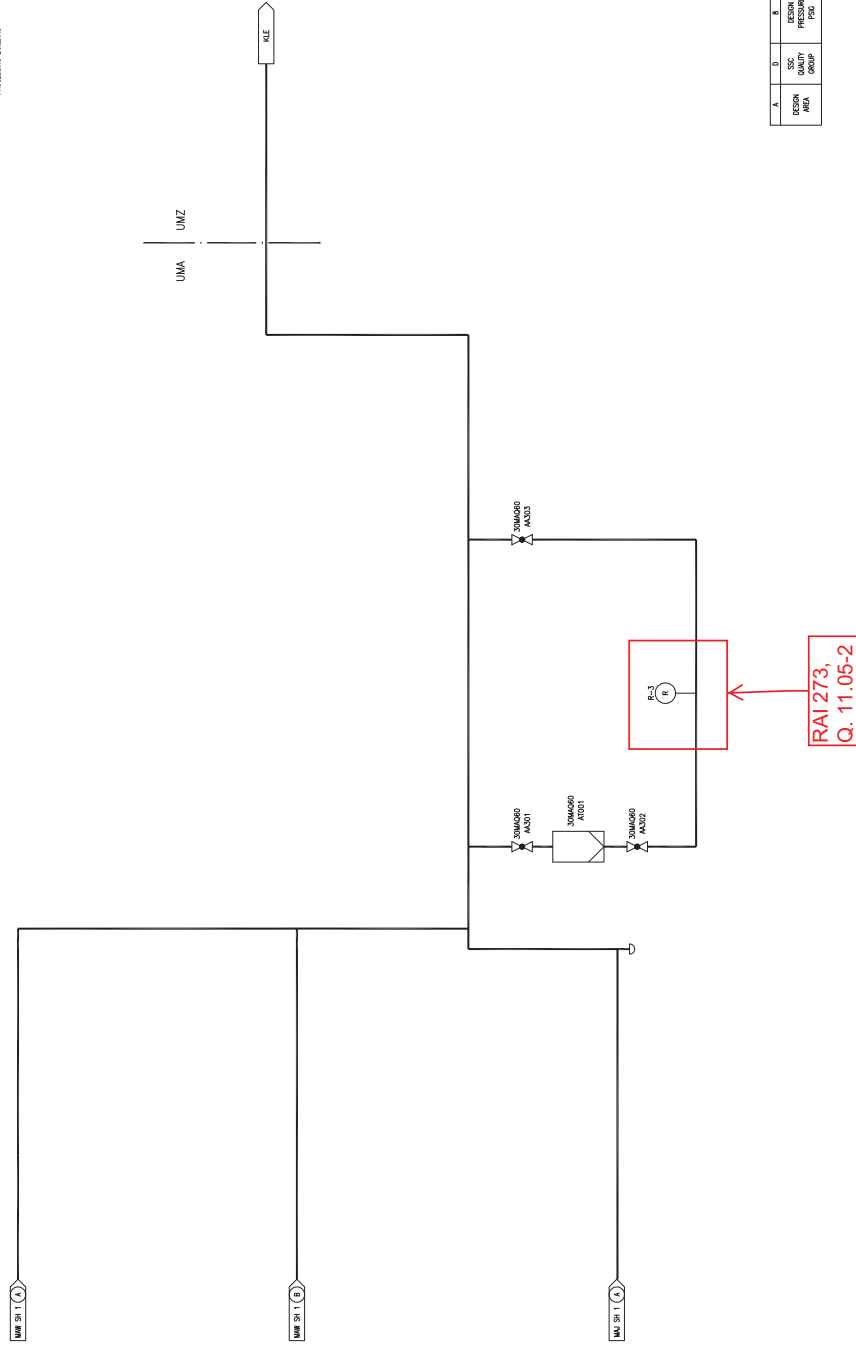 KLE
UMA
UMZ
A
D
B
DESIGN
AREA
SSC
QUALITY
GROUP
DESIGN
PRESSURE
PSIG
30MAQ60
AA303
R-3
R
30MAQ60
AA301
30MAQ60
AT001
30MAQ60
AA302
MAW SH 1 A
MAW SH 1 B
MAJ SH 1 A
RAI 273,
Q. 11.05-2